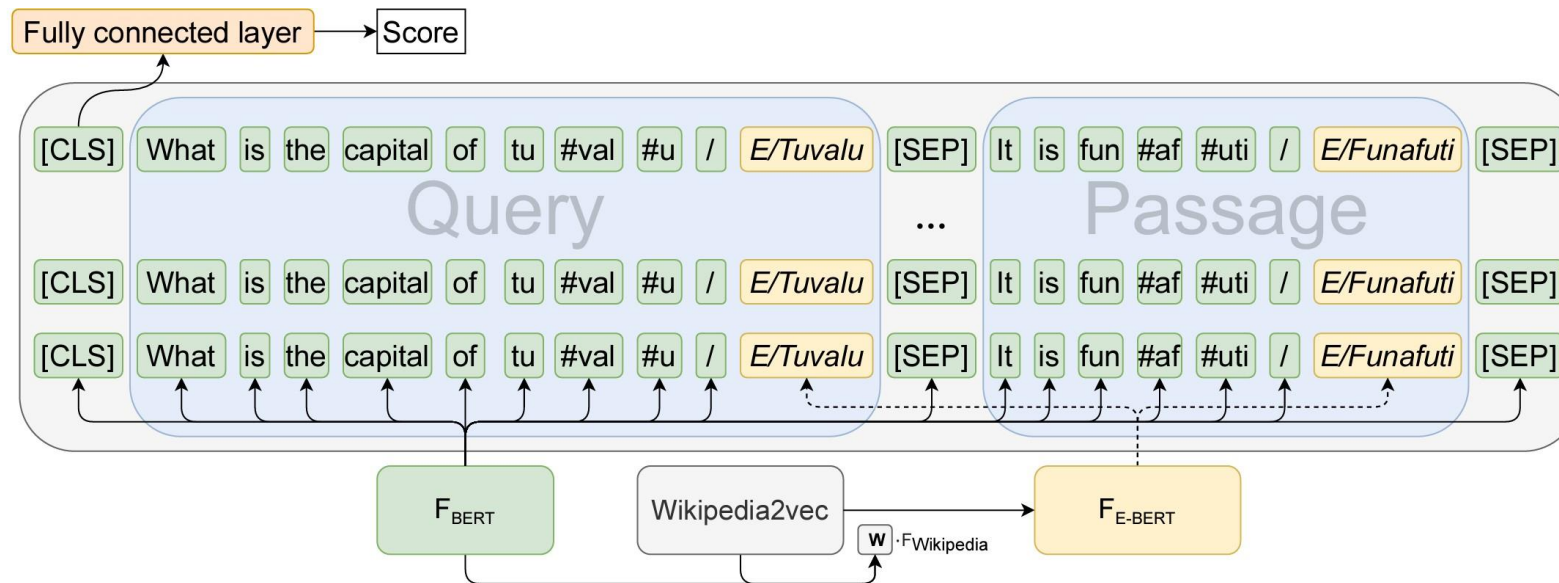 Fully connected layer Score
[CLS] What is the capital of tu #val #u / E/Tuvalu [SEP] It is fun #af #uti / E/Funafuti [SEP]
Query ... Passage
[CLS] What is the capital of tu #val #u / E/Tuvalu [SEP] It is fun #af #uti / E/Funafuti [SEP]
[CLS] What is the capital of tu #val #u / E/Tuvalu [SEP] It is fun #af #uti / E/Funafuti [SEP]
F_BERT Wikipedia2vec F_E-BERT
W ·F_Wikipedia